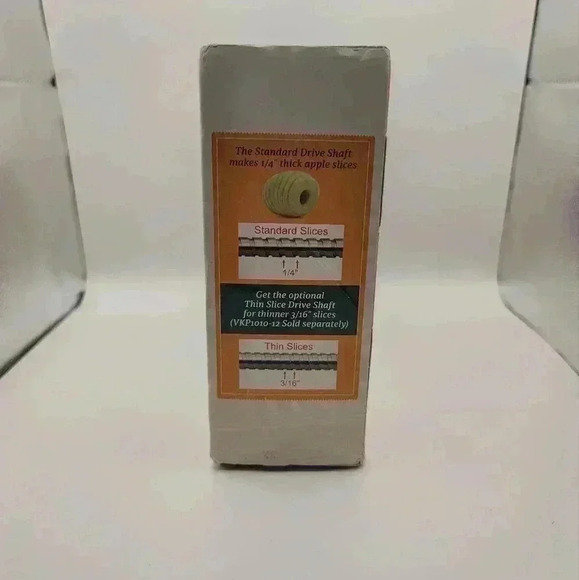 The Standard Drive Shaft
makes 1/4" thick apple slices
Standard Slices
1/4"
Get the optional
Thin Slice Drive Shaft
for thinner 3/16" slices
(VKP1010-12 Sold separately)
Thin Slices
3/16"